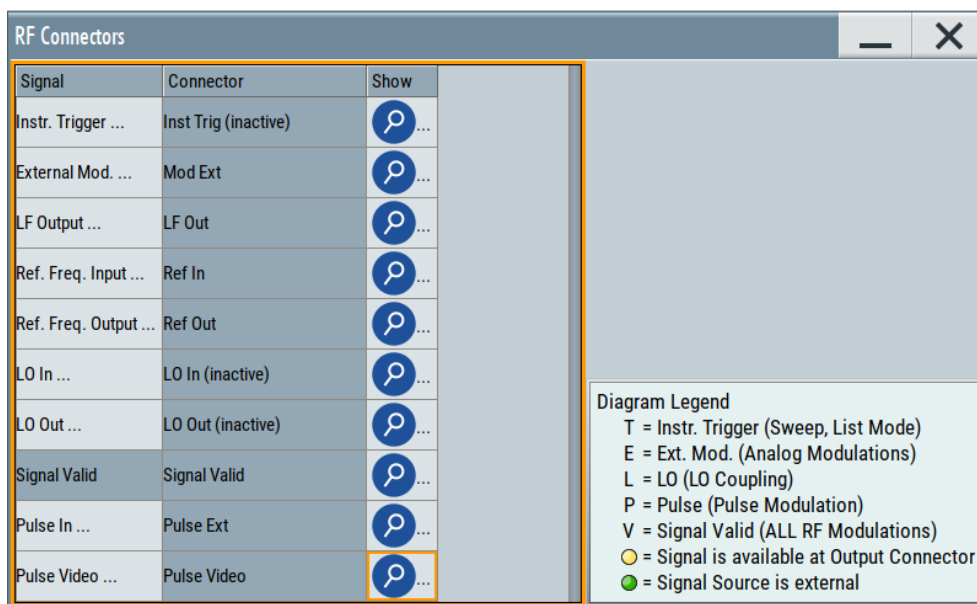 RF Connectors
Signal Connector Show
Instr. Trigger ... Inst Trig (inactive) ...
External Mod. ... Mod Ext ...
LF Output ... LF Out ...
Ref. Freq. Input ... Ref In ...
Ref. Freq. Output ... Ref Out ...
LO In ... LO In (inactive) ...
LO Out ... LO Out (inactive) ...
Signal Valid Signal Valid ...
Pulse In ... Pulse Ext ...
Pulse Video ... Pulse Video ...
Diagram Legend
T = Instr. Trigger (Sweep, List Mode)
E = Ext. Mod. (Analog Modulations)
L = LO (LO Coupling)
P = Pulse (Pulse Modulation)
V = Signal Valid (ALL RF Modulations)
= Signal is available at Output Connector
= Signal Source is external